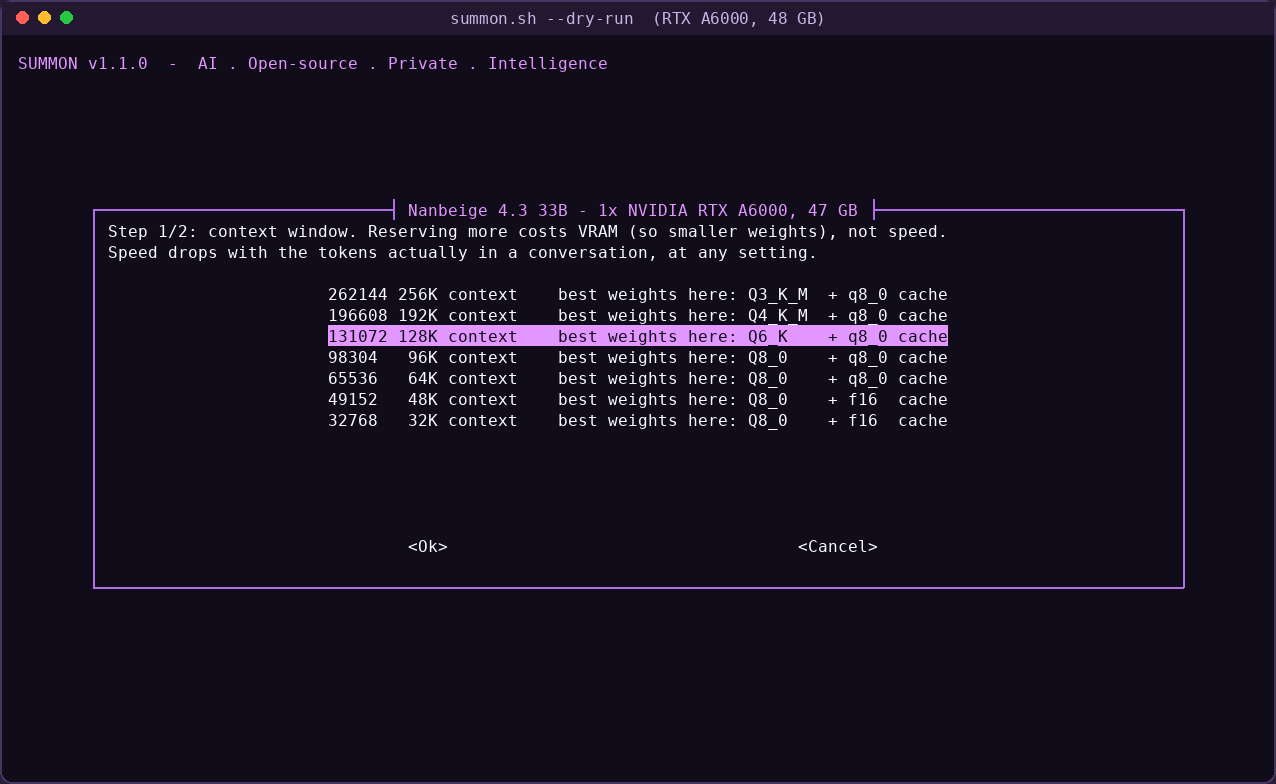 summon.sh --dry-run  (RTX A6000, 48 GB)
SUMMON v1.1.0  -  AI . Open-source . Private . Intelligence
Nanbeige 4.3 33B - 1x NVIDIA RTX A6000, 47 GB
Step 1/2: context window. Reserving more costs VRAM (so smaller weights), not speed.
Speed drops with the tokens actually in a conversation, at any setting.
262144 256K context    best weights here: Q3_K_M  + q8_0 cache
196608 192K context    best weights here: Q4_K_M  + q8_0 cache
131072 128K context    best weights here: Q6_K    + q8_0 cache
98304   96K context    best weights here: Q8_0    + q8_0 cache
65536   64K context    best weights here: Q8_0    + q8_0 cache
49152   48K context    best weights here: Q8_0    + f16  cache
32768   32K context    best weights here: Q8_0    + f16  cache
<Ok>                                   <Cancel>